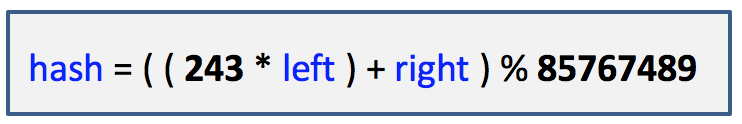 hash = ( ( 243 * left ) + right ) % 85767489